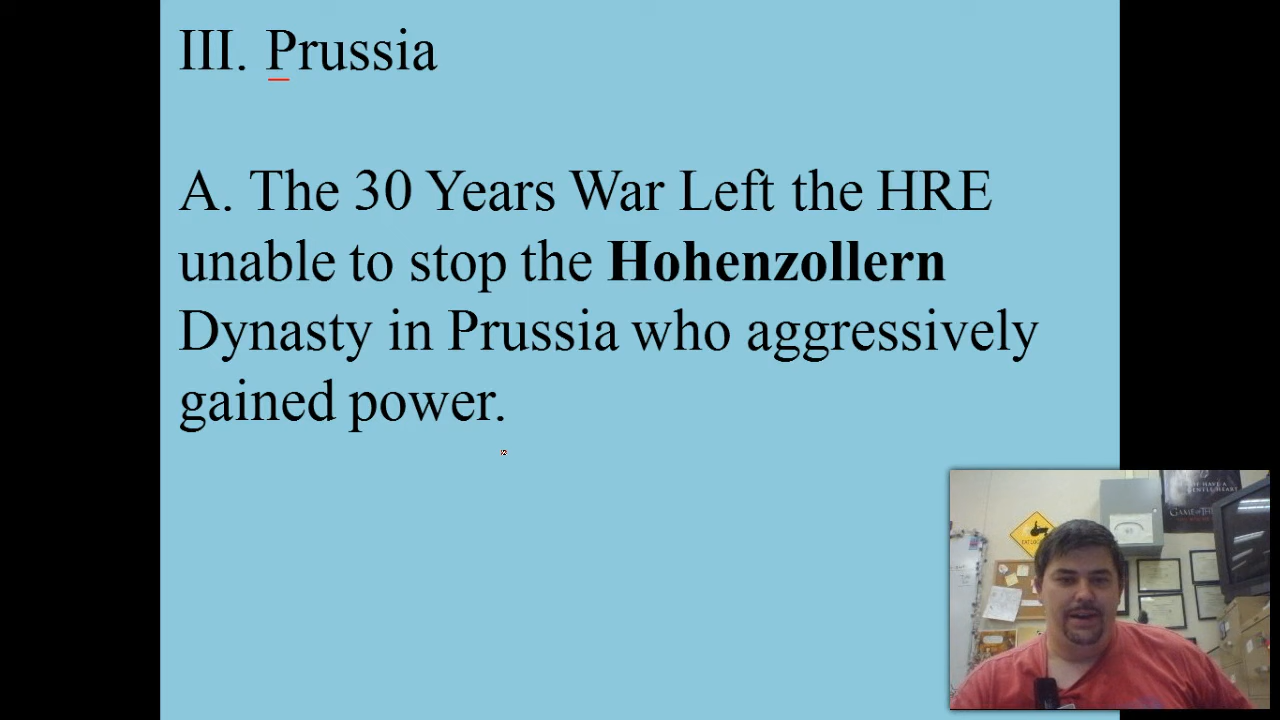 III. Prussia
A. The 30 Years War Left the HRE
unable to stop the Hohenzollern
Dynasty in Prussia who aggressively
gained power.